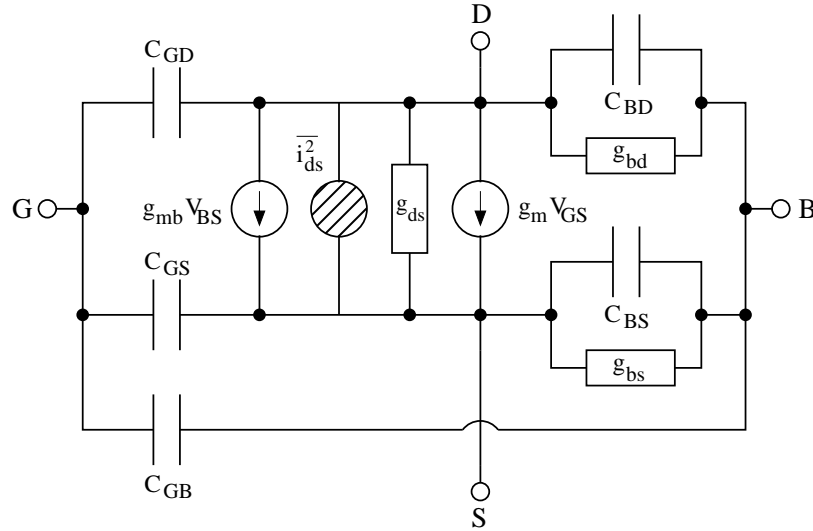 D
C_GD
C_BD
i_ds^2
g_bd
G
g_mb V_BS
g_ds
g_m V_GS
B
C_GS
C_BS
g_bs
C_GB
S